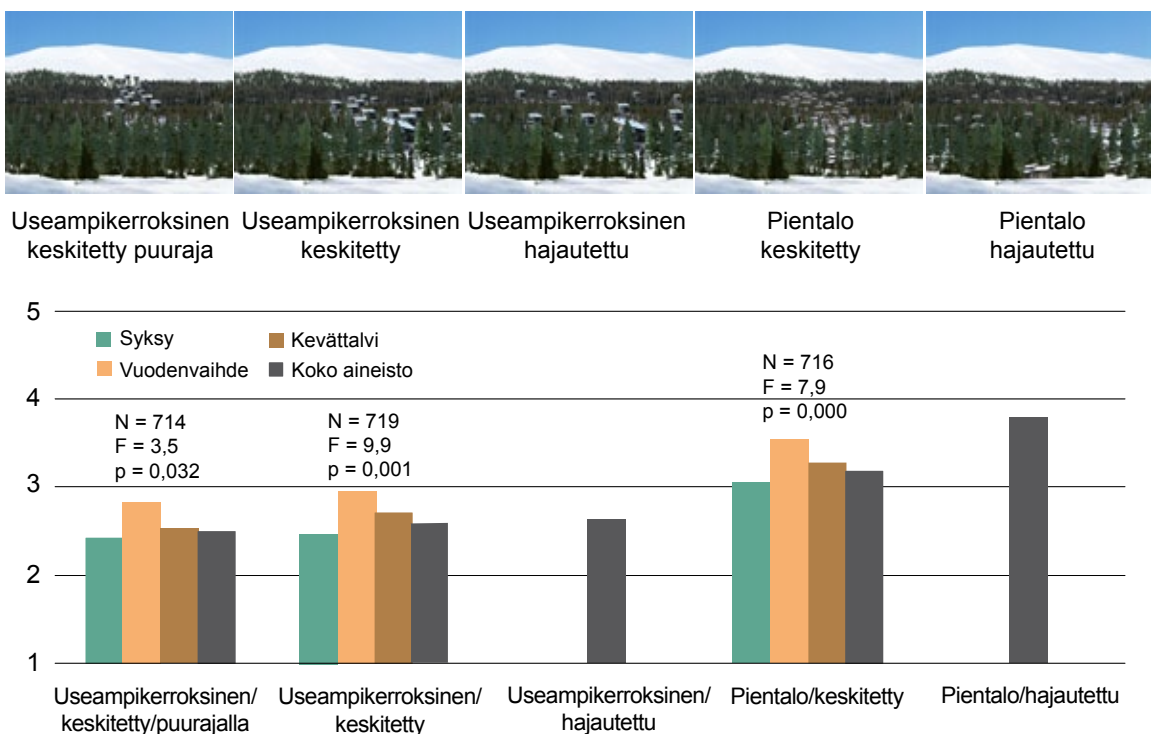 Useampikerroksinen
keskitetty puuraja
Useampikerroksinen
keskitetty
Useampikerroksinen
hajautettu
Pientalo
keskitetty
Pientalo
hajautettu
5
4
3
2
1
Syksy
Vuodenvaihde
Kevättalvi
Koko aineisto
N = 714
F = 3,5
p = 0,032
N = 719
F = 9,9
p = 0,001
N = 716
F = 7,9
p = 0,000
Useampikerroksinen/
keskitetty/puurajalla
Useampikerroksinen/
keskitetty
Useampikerroksinen/
hajautettu
Pientalo/keskitetty
Pientalo/hajautettu